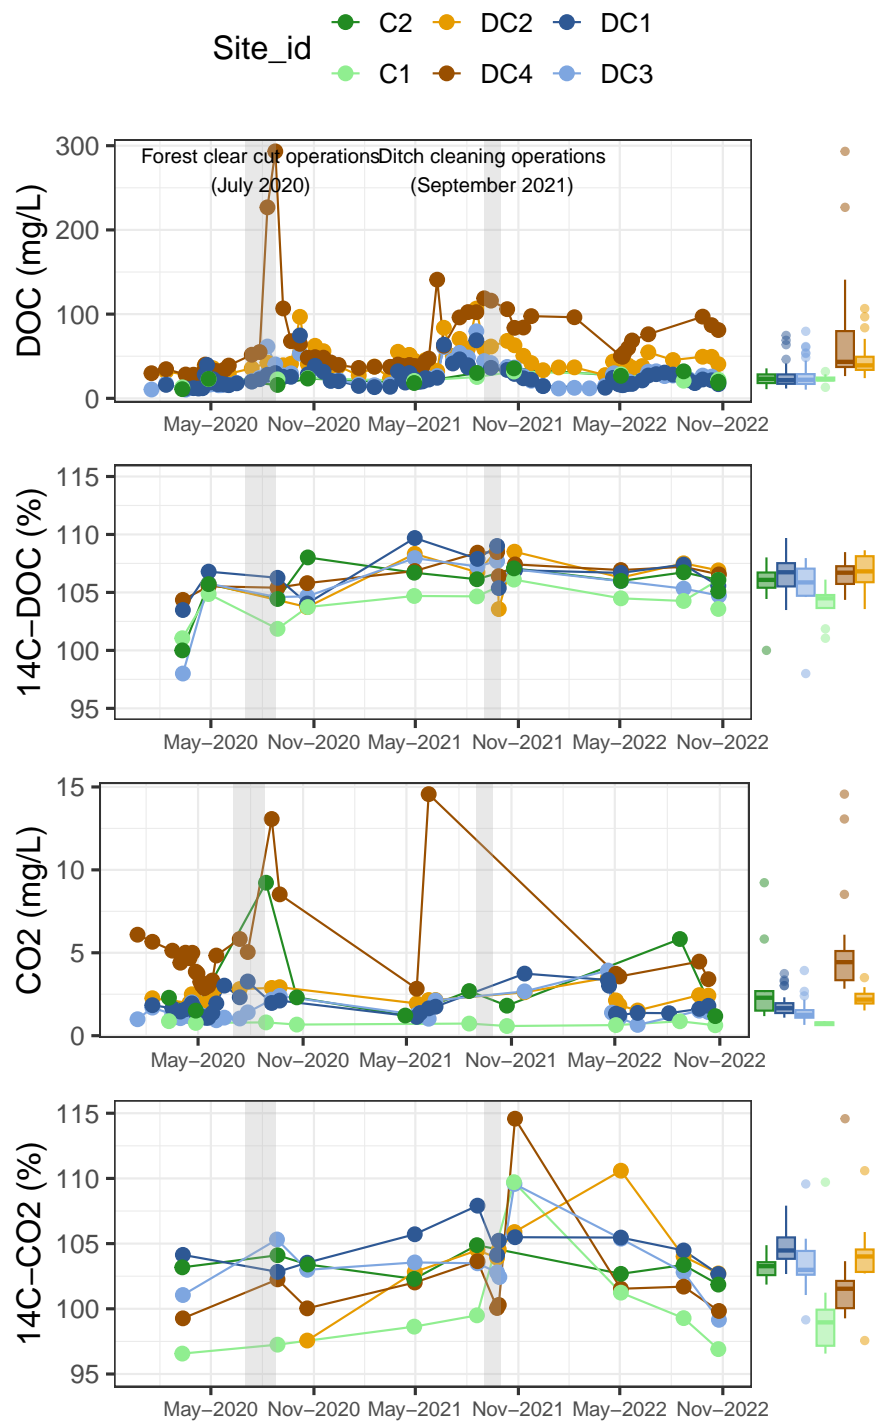 Site_id
C2 DC2 DC1
C1 DC4 DC3
DOC (mg/L)
300
200
100
0
Forest clear cut operations
(July 2020)
Ditch cleaning operations
(September 2021)
May−2020 Nov−2020 May−2021 Nov−2021 May−2022 Nov−2022
14C−DOC (%)
115
110
105
100
95
May−2020 Nov−2020 May−2021 Nov−2021 May−2022 Nov−2022
CO2 (mg/L)
15
10
5
0
May−2020 Nov−2020 May−2021 Nov−2021 May−2022 Nov−2022
14C−CO2 (%)
115
110
105
100
95
May−2020 Nov−2020 May−2021 Nov−2021 May−2022 Nov−2022